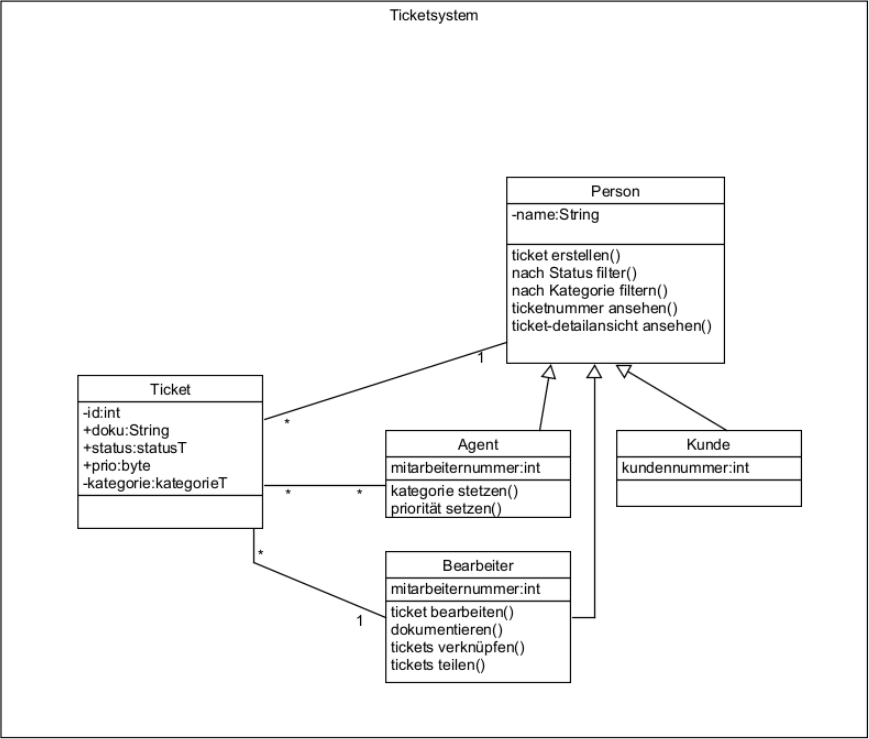 Ticketsystem
Person
-name:String
ticket erstellen()
nach Status filter()
nach Kategorie filtern()
ticketnummer ansehen()
ticket-detailansicht ansehen()
1
*
Ticket
-id:int
+doku:String
+status:statusT
+prio:byte
-kategorie:kategorieT
Agent
mitarbeiternummer:int
kategorie stetzen()
priorität setzen()
Kunde
kundennummer:int
*
*
*
1
Bearbeiter
mitarbeiternummer:int
ticket bearbeiten()
dokumentieren()
tickets verknüpfen()
tickets teilen()